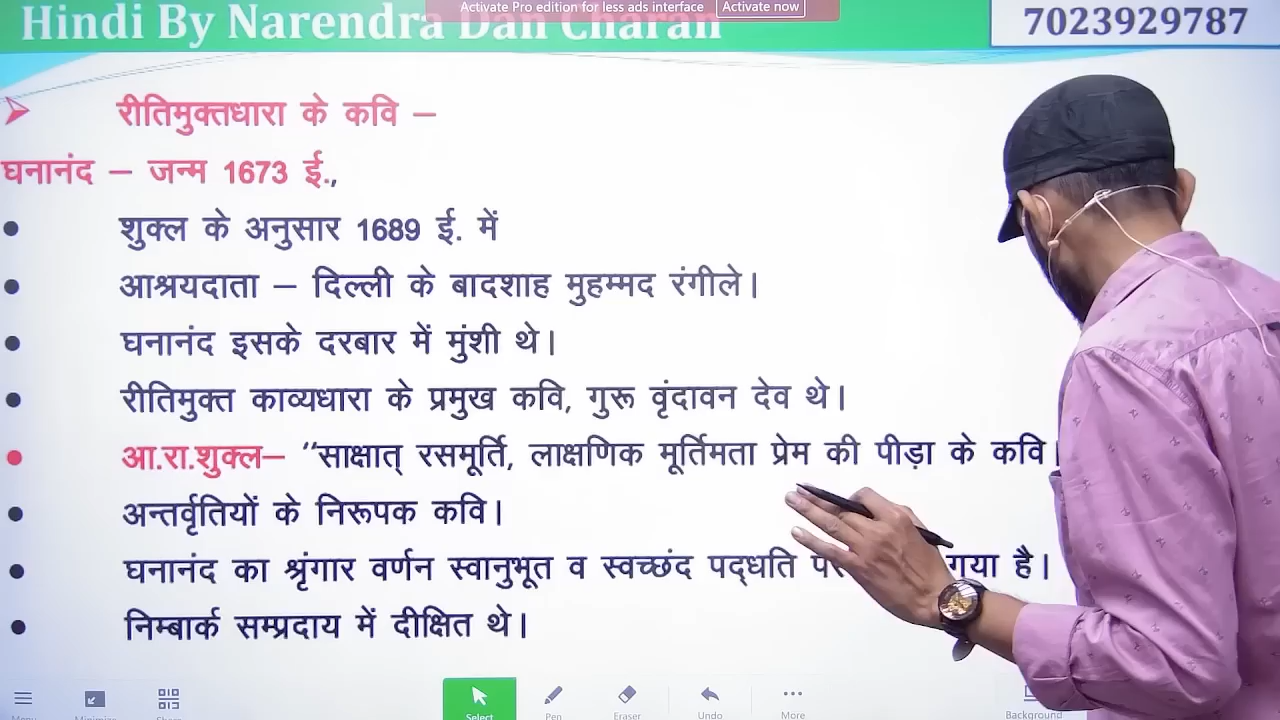 Hindi By Narendra Dan Charan
Activate Pro edition for less ads interface Activate now
7023929787
रीतिमुक्तधारा के कवि –
घनानंद – जन्म 1673 ई.,
शुक्ल के अनुसार 1689 ई. में
आश्रयदाता – दिल्ली के बादशाह मुहम्मद रंगीले।
घनानंद इसके दरबार में मुंशी थे।
रीतिमुक्त काव्यधारा के प्रमुख कवि, गुरू वृंदावन देव थे।
आ.रा.शुक्ल– “साक्षात् रसमूर्ति, लाक्षणिक मूर्तिमता प्रेम की पीड़ा के कवि
अन्तर्वृतियों के निरूपक कवि।
घनानंद का श्रृंगार वर्णन स्वानुभूत व स्वच्छंद पद्धति गया है।
निम्बार्क सम्प्रदाय में दीक्षित थे।
Menu Minimize Share Select Pen Eraser Undo More Background